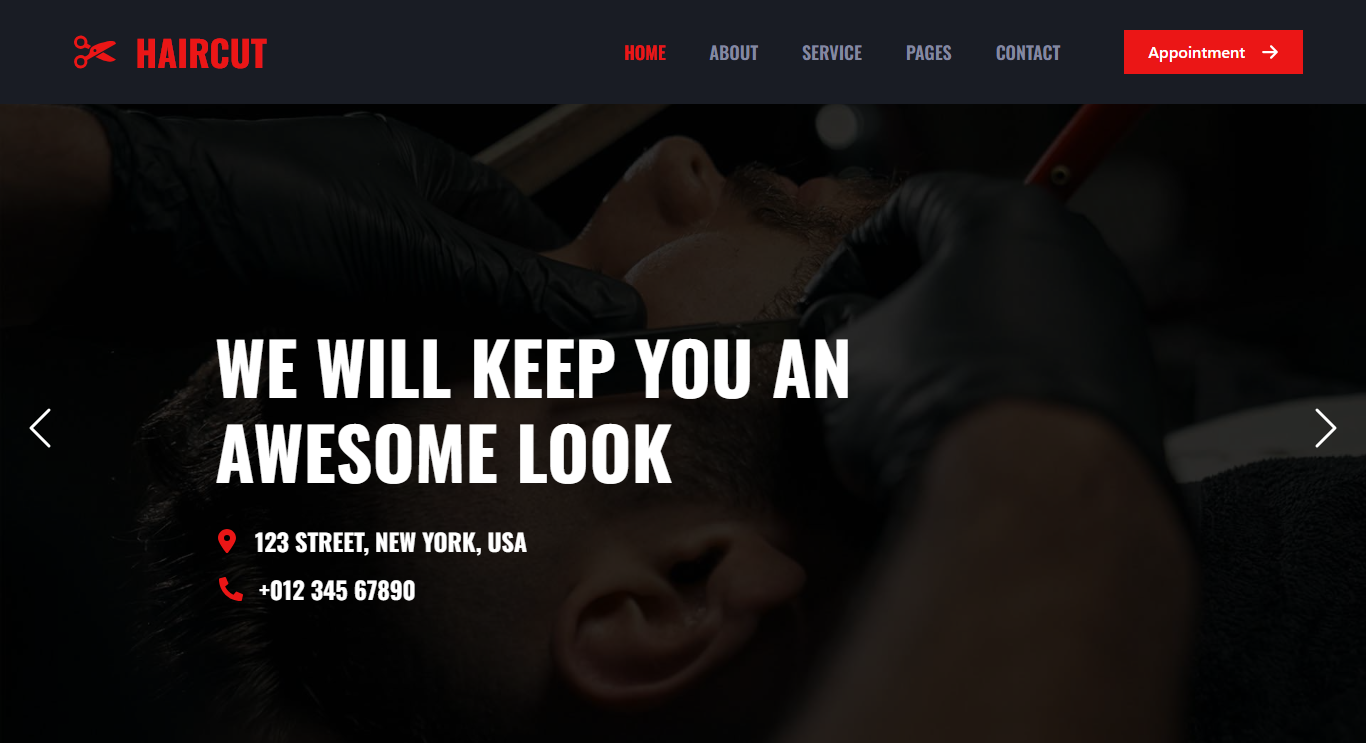 HAIRCUT
HOME ABOUT SERVICE PAGES CONTACT Appointment
WE WILL KEEP YOU AN
AWESOME LOOK
123 STREET, NEW YORK, USA
+012 345 67890